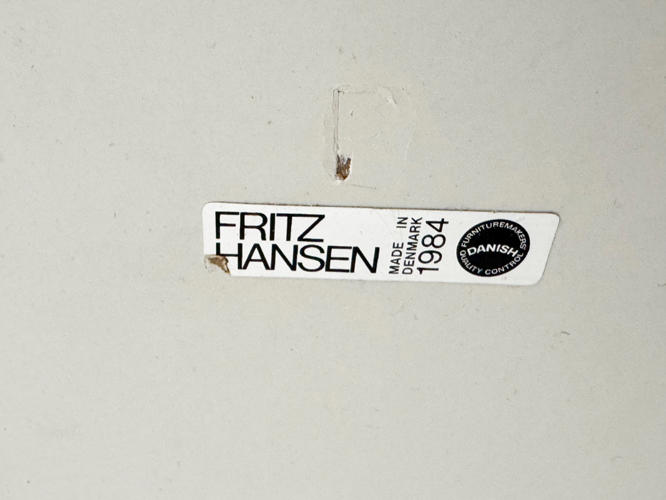 FRITZ
HANSEN
MADE IN
DENMARK
1984
FURNITUREMAKERS
DANISH
QUALITY CONTROL